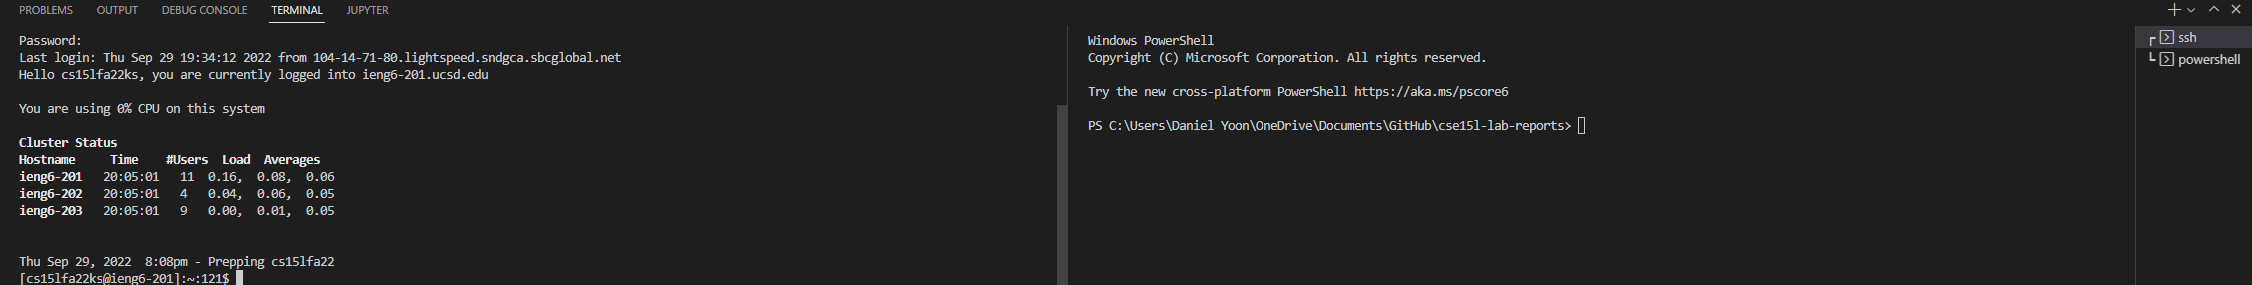 PROBLEMS OUTPUT DEBUG CONSOLE TERMINAL JUPYTER
Password:
Last login: Thu Sep 29 19:34:12 2022 from 104-14-71-80.lightspeed.sndgca.sbcglobal.net
Hello cs15lfa22ks, you are currently logged into ieng6-201.ucsd.edu
You are using 0% CPU on this system
Cluster Status
Hostname Time #Users Load Averages
ieng6-201 20:05:01 11 0.16, 0.08, 0.06
ieng6-202 20:05:01 4 0.04, 0.06, 0.05
ieng6-203 20:05:01 9 0.00, 0.01, 0.05
Thu Sep 29, 2022 8:08pm - Prepping cs15lfa22
[cs15lfa22ks@ieng6-201]:~:121$
Windows PowerShell
Copyright (C) Microsoft Corporation. All rights reserved.
Try the new cross-platform PowerShell https://aka.ms/pscore6
PS C:\Users\Daniel Yoon\OneDrive\Documents\GitHub\cse15l-lab-reports>
ssh
powershell